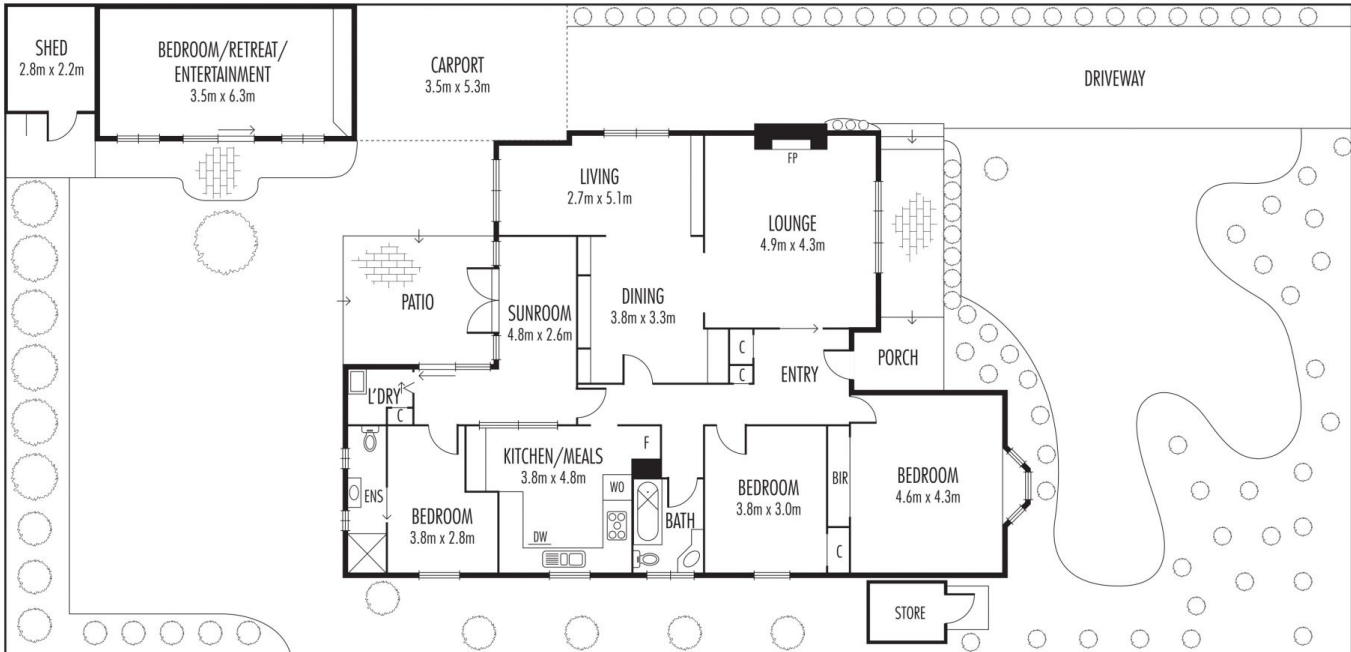 SHED
2.8m x 2.2m
BEDROOM/RETREAT/
ENTERTAINMENT
3.5m x 6.3m
CARPORT
3.5m x 5.3m
DRIVEWAY
LIVING
2.7m x 5.1m
FP
LOUNGE
4.9m x 4.3m
PATIO
SUNROOM
4.8m x 2.6m
DINING
3.8m x 3.3m
C
C
ENTRY
PORCH
L'DRY
C
ENS
BEDROOM
3.8m x 2.8m
KITCHEN/MEALS
3.8m x 4.8m
F
WO
DW
BATH
BEDROOM
3.8m x 3.0m
BIR
C
BEDROOM
4.6m x 4.3m
STORE